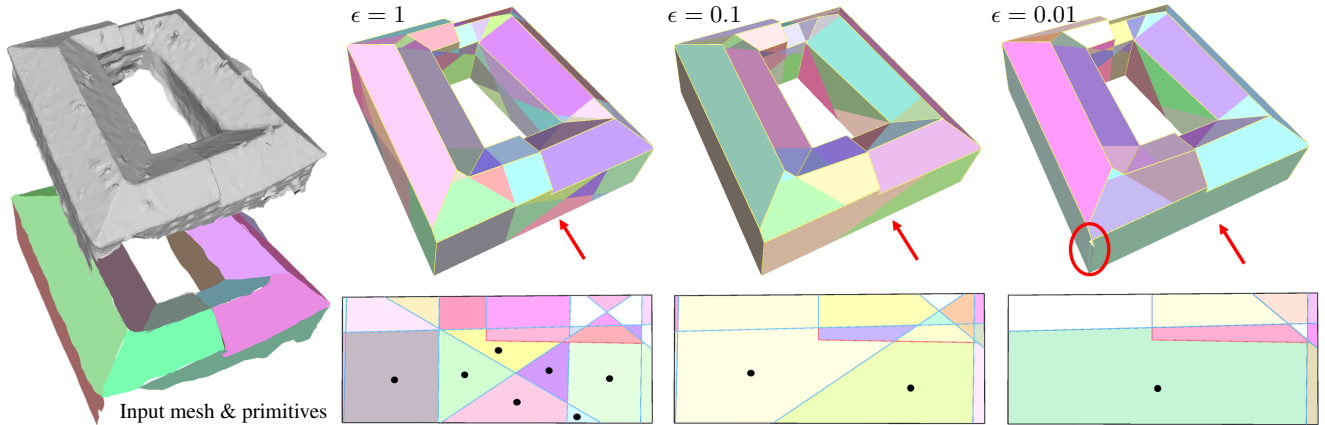 ϵ = 1
ϵ = 0.1
ϵ = 0.01
Input mesh & primitives